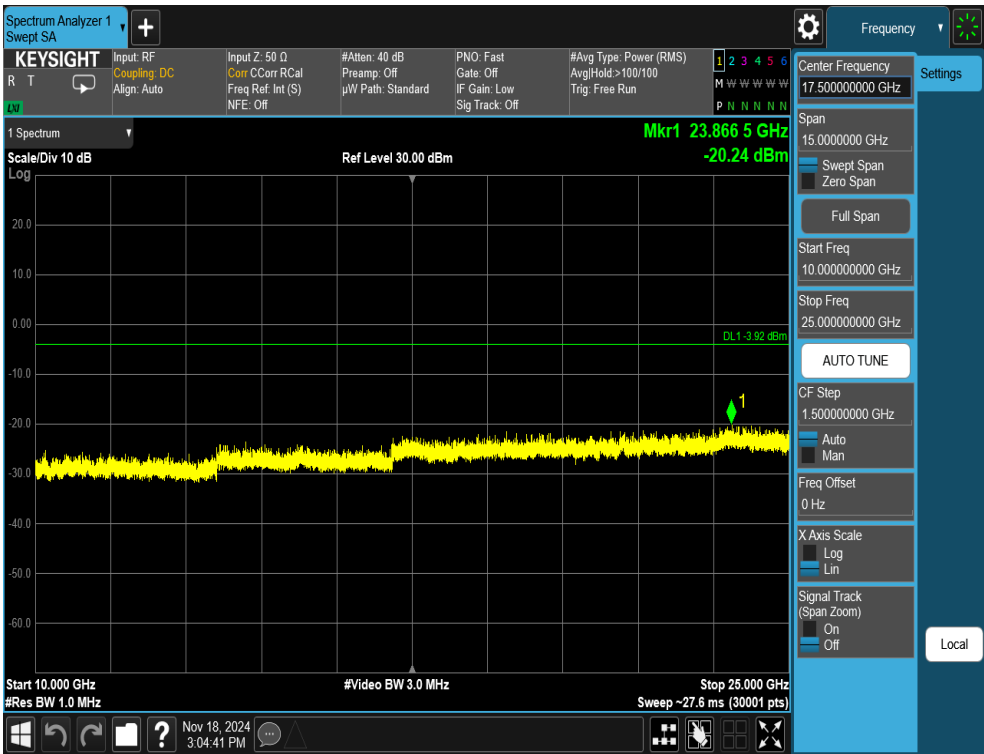 Spectrum Analyzer 1
Swept SA
+
Frequency
KEYSIGHT
R T
LXI
Input: RF
Coupling: DC
Align: Auto
Input Z: 50 Ω
Corr CCorr RCal
Freq Ref: Int (S)
NFE: Off
#Atten: 40 dB
Preamp: Off
µW Path: Standard
PNO: Fast
Gate: Off
IF Gain: Low
Sig Track: Off
#Avg Type: Power (RMS)
Avg|Hold:>100/100
Trig: Free Run
1 2 3 4 5 6
M W W W W W
P N N N N N
1 Spectrum
Scale/Div 10 dB
Log
Ref Level 30.00 dBm
Mkr1 23.866 5 GHz
-20.24 dBm
20.0
10.0
0.00
-10.0
-20.0
-30.0
-40.0
-50.0
-60.0
DL1 -3.92 dBm
1
Start 10.000 GHz
#Res BW 1.0 MHz
#Video BW 3.0 MHz
Stop 25.000 GHz
Sweep ~27.6 ms (30001 pts)
Center Frequency
17.500000000 GHz
Span
15.0000000 GHz
Swept Span
Zero Span
Full Span
Start Freq
10.000000000 GHz
Stop Freq
25.000000000 GHz
AUTO TUNE
CF Step
1.500000000 GHz
Auto
Man
Freq Offset
0 Hz
X Axis Scale
Log
Lin
Signal Track
(Span Zoom)
On
Off
Settings
Local
?
Nov 18, 2024
3:04:41 PM